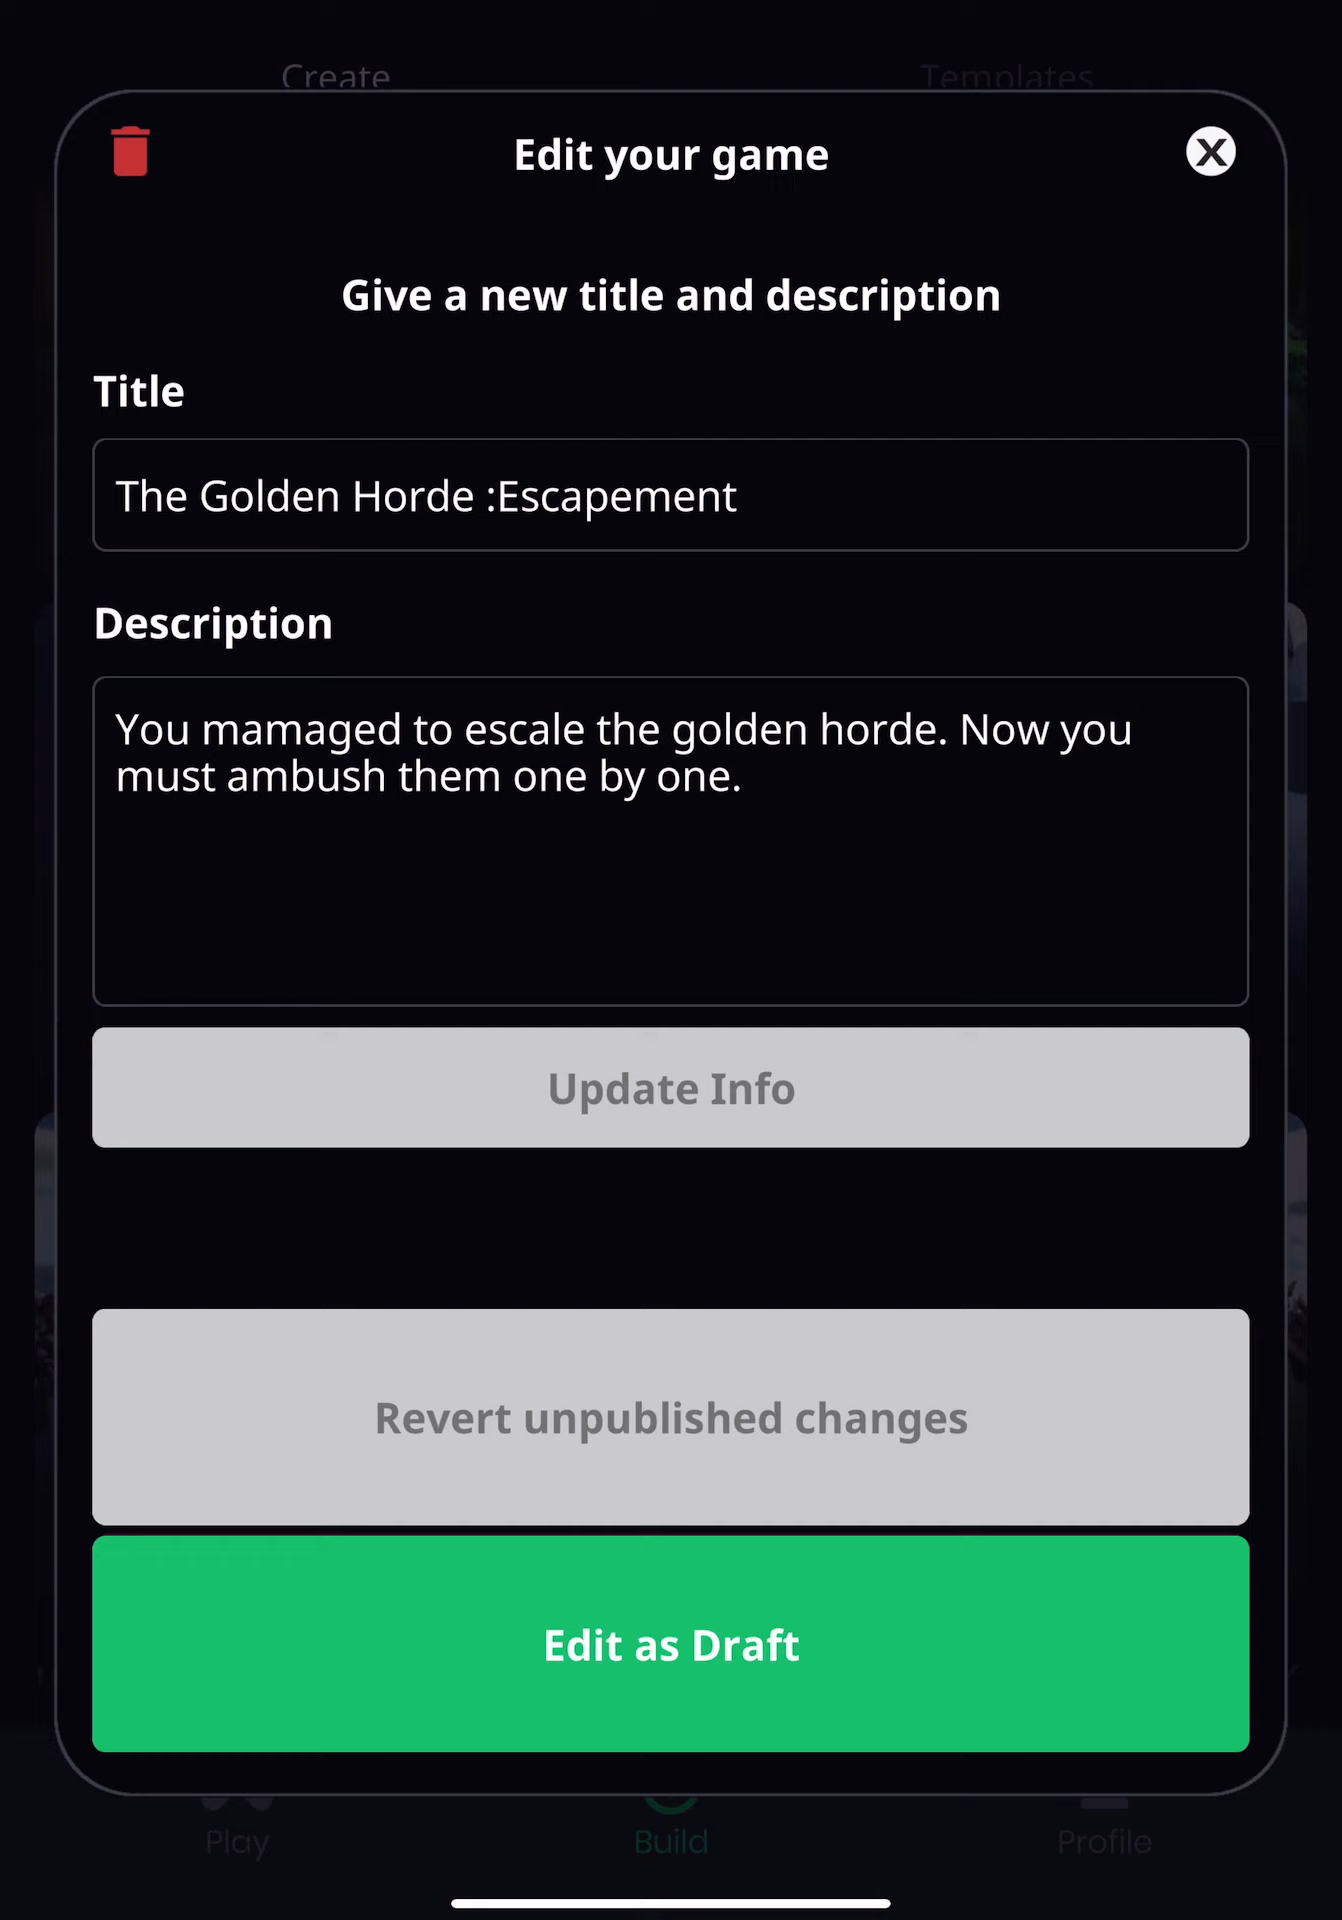 Create
Templates
Edit your game
X
Give a new title and description
Title
The Golden Horde :Escapement
Description
You mamaged to escale the golden horde. Now you
must ambush them one by one.
Update Info
Revert unpublished changes
Edit as Draft
Play
Build
Profile